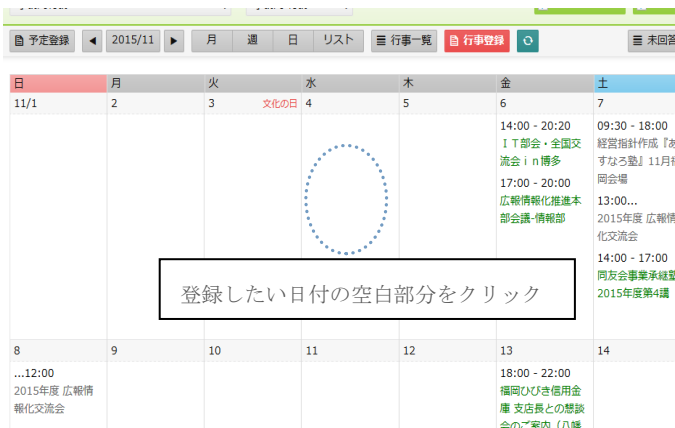 予定登録 ◀ 2015/11 ▶ 月 週 日 リスト 行事一覧 行事登録 未回答
日 月 火 水 木 金 土
11/1 2 3 文化の日 4 5 6 7
14:00 - 20:20
ＩＴ部会・全国交
流会ｉｎ博多
17:00 - 20:00
広報情報化推進本
部会議-情報部
09:30 - 18:00
経営指針作成『あ
すなろ塾』11月福
岡会場
13:00...
2015年度 広報情
化交流会
14:00 - 17:00
同友会事業承継塾
2015年度第4講
登録したい日付の空白部分をクリック
8 9 10 11 12 13 14
...12:00
2015年度 広報情
報化交流会
18:00 - 22:00
福岡ひびき信用金
庫 支店長との懇談
会のご案内（八幡